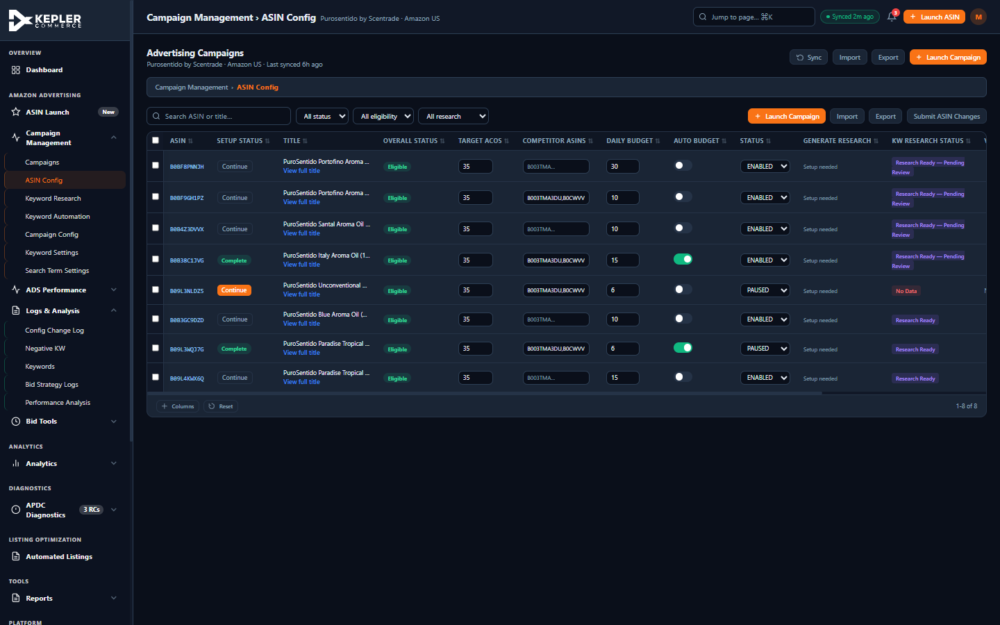 KEPLER
COMMERCE
OVERVIEW
Dashboard
AMAZON ADVERTISING
ASIN Launch New
Campaign
Management
Campaigns
ASIN Config
Keyword Research
Keyword Automation
Campaign Config
Keyword Settings
Search Term Settings
ADS Performance
Logs & Analysis
Config Change Log
Negative KW
Keywords
Bid Strategy Logs
Performance Analysis
Bid Tools
ANALYTICS
Analytics
DIAGNOSTICS
APDC
Diagnostics 3 RCs
LISTING OPTIMIZATION
Automated Listings
TOOLS
Reports
PLATFORM
Campaign Management › ASIN Config Purosentido by Scentrade · Amazon US
Jump to page... ⌘K Synced 2m ago 3 + Launch ASIN M
Advertising Campaigns
Purosentido by Scentrade · Amazon US · Last synced 6h ago
Sync Import Export + Launch Campaign
Campaign Management › ASIN Config
Search ASIN or title... All status All eligibility All research + Launch Campaign Import Export Submit ASIN Changes
ASIN SETUP STATUS TITLE OVERALL STATUS TARGET ACOS COMPETITOR ASINS DAILY BUDGET AUTO BUDGET STATUS GENERATE RESEARCH KW RESEARCH STATUS
B0BF8PNNJH Continue PuroSentido Portofino Aroma ... View full title Eligible 35 B003TMA... 30 ENABLED Setup needed Research Ready — Pending Review
B0BF9GH1PZ Continue PuroSentido Portofino Aroma ... View full title Eligible 35 B003TMA3DU,B0CWVV 10 ENABLED Setup needed Research Ready — Pending Review
B0B4Z3DVVX Continue PuroSentido Santal Aroma Oil ... View full title Eligible 35 B003TMA... 10 ENABLED Setup needed Research Ready — Pending Review
B0B38C1JVG Complete PuroSentido Italy Aroma Oil (1... View full title Eligible 35 B003TMA3DU,B0CWVV 15 ENABLED Setup needed Research Ready — Pending Review
B09L3NLDZ5 Continue PuroSentido Unconventional ... View full title Eligible 35 B003TMA3DU,B0CWVV 6 PAUSED Setup needed No Data
B0B3GC9DZD Continue PuroSentido Blue Aroma Oil (... View full title Eligible 35 B003TMA... 10 ENABLED Setup needed Research Ready
B09L3WQJ7G Complete PuroSentido Paradise Tropical ... View full title Eligible 35 B003TMA3DU,B0CWVV 6 PAUSED Setup needed Research Ready
B09L4KWX6Q Continue PuroSentido Paradise Tropical ... View full title Eligible 35 B003TMA... 15 ENABLED Setup needed Research Ready
+ Columns Reset 1-8 of 8